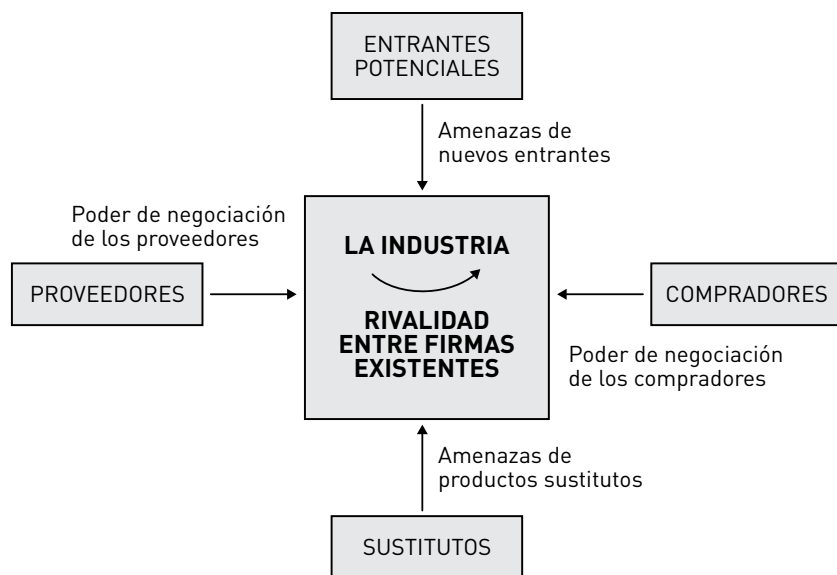 ENTRANTES
POTENCIALES
Amenazas de
nuevos entrantes
Poder de negociación
de los proveedores
LA INDUSTRIA
PROVEEDORES
COMPRADORES
RIVALIDAD
ENTRE FIRMAS
EXISTENTES
Poder de negociación
de los compradores
Amenazas de
productos sustitutos
SUSTITUTOS